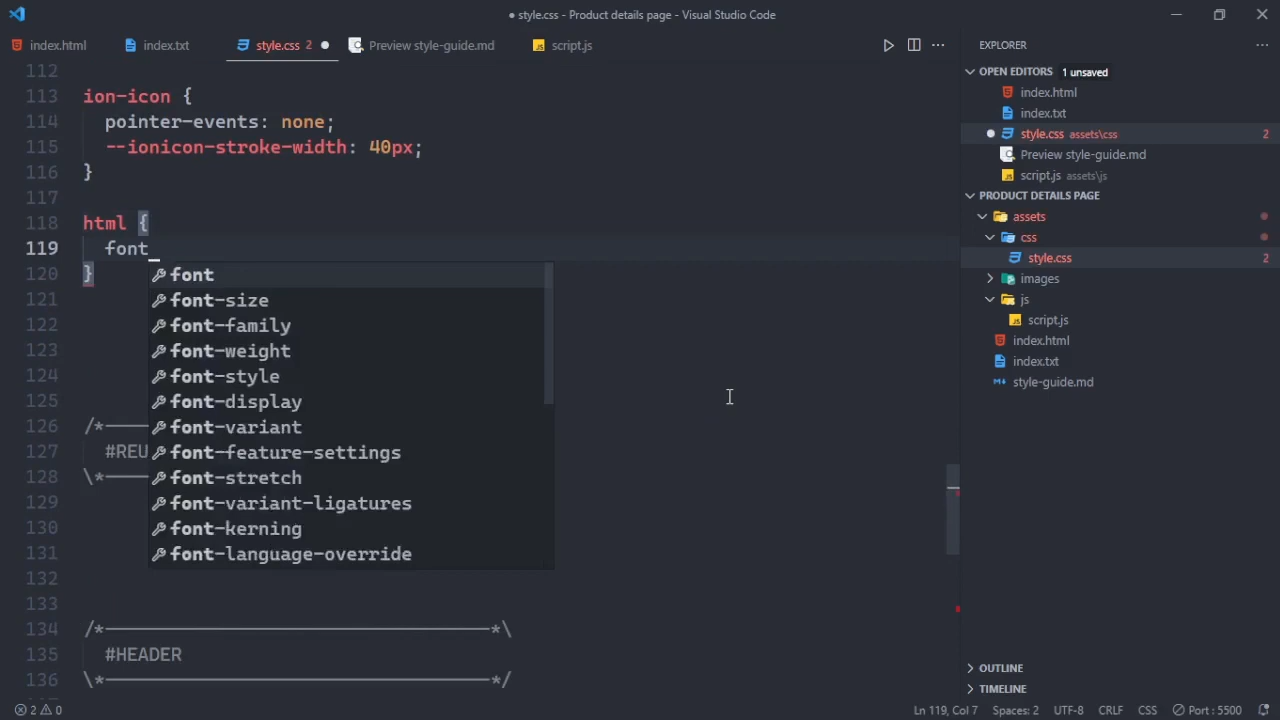 ● style.css - Product details page - Visual Studio Code
index.html
index.txt
style.css 2 ●
Preview style-guide.md
script.js
112
113 ion-icon {
114 pointer-events: none;
115 --ionicon-stroke-width: 40px;
116 }
117
118 html {
119 font
120 }
121
122
123
124
125
126 /*
127 #REU
128 \*
129
130
131
132
133
134 /* *\
135 #HEADER
136 \* */
font
font-size
font-family
font-weight
font-style
font-display
font-variant
font-feature-settings
font-stretch
font-variant-ligatures
font-kerning
font-language-override
EXPLORER
OPEN EDITORS 1 unsaved
index.html
index.txt
● style.css assets\css 2
Preview style-guide.md
script.js assets\js
PRODUCT DETAILS PAGE
assets
css
style.css 2
images
js
script.js
index.html
index.txt
style-guide.md
OUTLINE
TIMELINE
2 0
Ln 119, Col 7 Spaces: 2 UTF-8 CRLF CSS Port : 5500